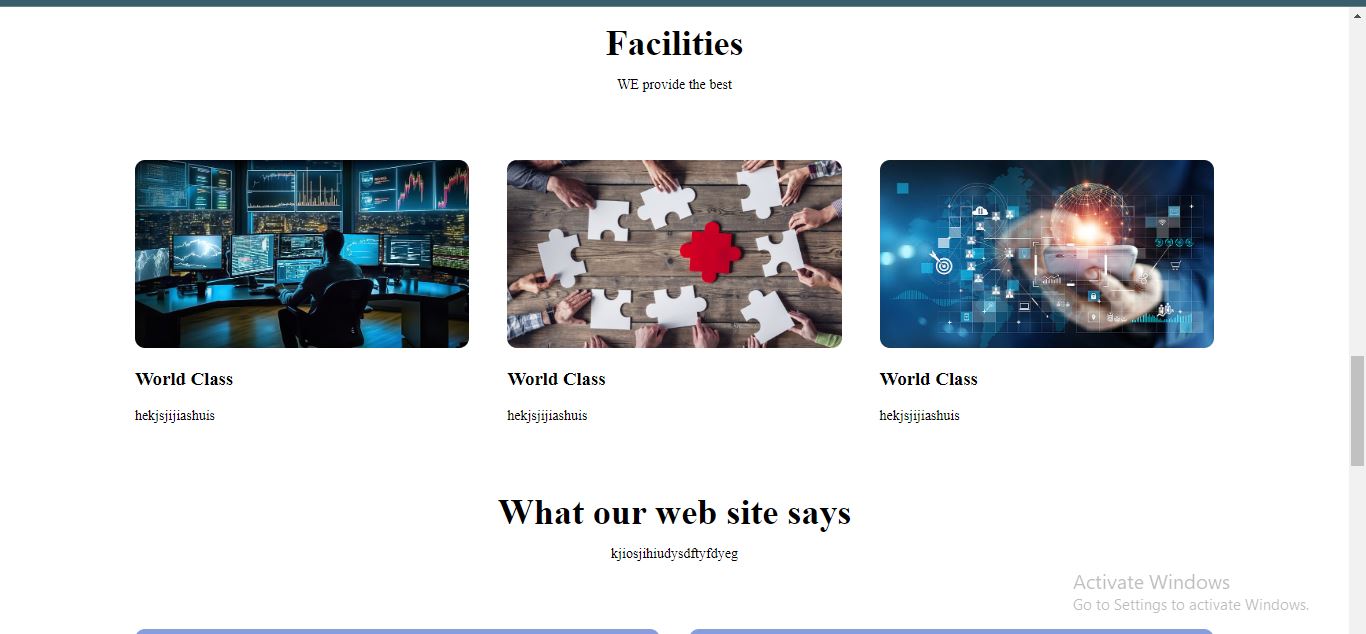 Facilities
WE provide the best
World Class
World Class
World Class
hekjsjijiashuis
hekjsjijiashuis
hekjsjijiashuis
What our web site says
kjiosjihiudysdftyfdyeg
Activate Windows
Go to Settings to activate Windows.